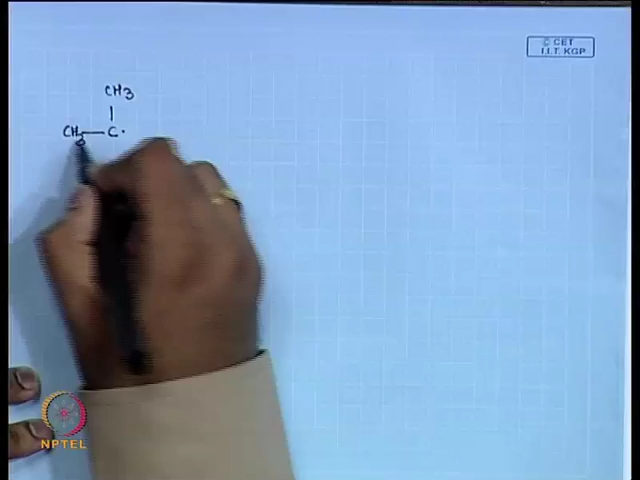 © CET
I.I.T. KGP
CH3
|
CH3—C·
NPTEL